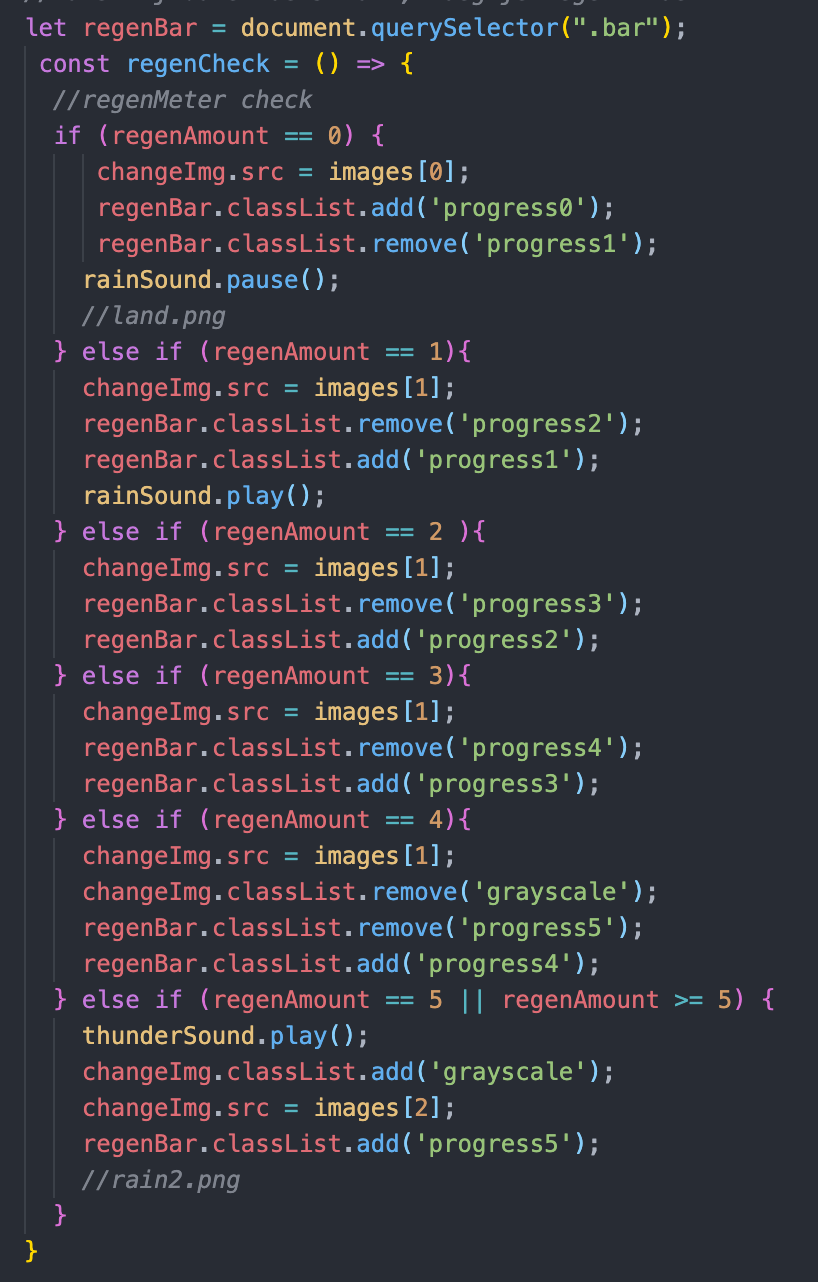 let regenBar = document.querySelector(".bar");
const regenCheck = () => {
//regenMeter check
if (regenAmount == 0) {
changeImg.src = images[0];
regenBar.classList.add('progress0');
regenBar.classList.remove('progress1');
rainSound.pause();
//land.png
} else if (regenAmount == 1){
changeImg.src = images[1];
regenBar.classList.remove('progress2');
regenBar.classList.add('progress1');
rainSound.play();
} else if (regenAmount == 2 ){
changeImg.src = images[1];
regenBar.classList.remove('progress3');
regenBar.classList.add('progress2');
} else if (regenAmount == 3){
changeImg.src = images[1];
regenBar.classList.remove('progress4');
regenBar.classList.add('progress3');
} else if (regenAmount == 4){
changeImg.src = images[1];
changeImg.classList.remove('grayscale');
regenBar.classList.remove('progress5');
regenBar.classList.add('progress4');
} else if (regenAmount == 5 || regenAmount >= 5) {
thunderSound.play();
changeImg.classList.add('grayscale');
changeImg.src = images[2];
regenBar.classList.add('progress5');
//rain2.png
}
}